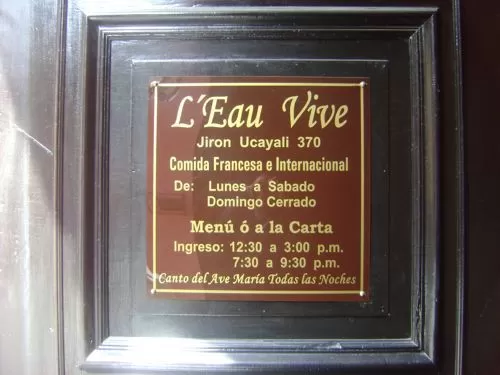 L´Eau Vive
Jiron Ucayali 370
Comida Francesa e Internacional
De: Lunes a Sabado
Domingo Cerrado
Menú ó a la Carta
Ingreso: 12:30 a 3:00 p.m.
7:30 a 9:30 p.m.
Canto del Ave María Todas las Noches